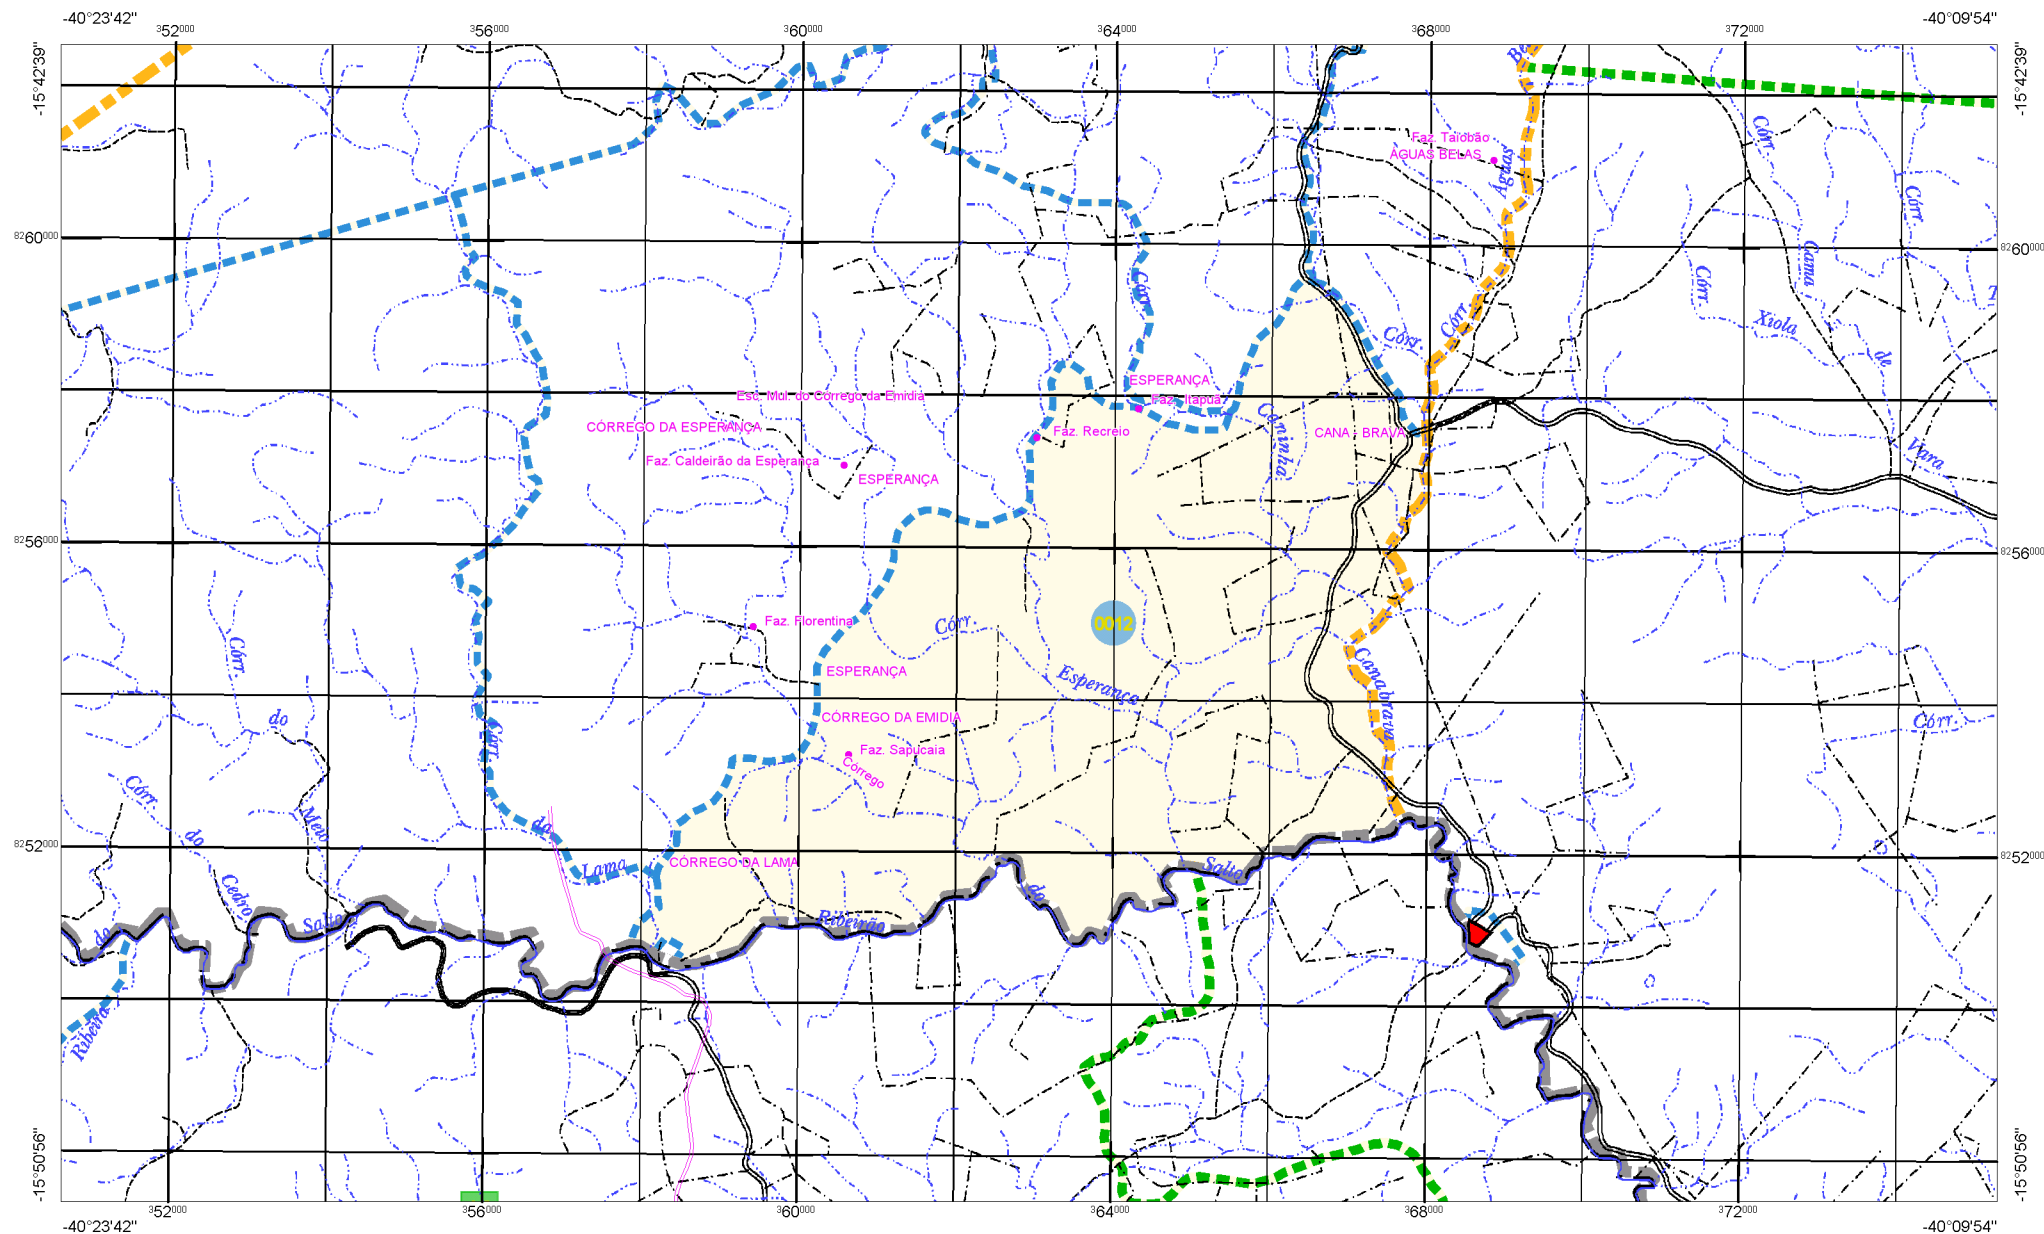 -40°23'42"
352000
356000
360000
364000
368000
372000
-40°09'54"
-15°42'39"
-15°42'39"
Be
Faz. Taiobão
ÁGUAS BELAS
Águas
Córr
Córr
8260000
8260000
Córr
Córr
Cama
Xiola
de
Córr.
Córr
ESPERANÇA
Faz. Itapuã
Esc. Mul. do Córrego da Emídia
CÓRREGO DA ESPERANÇA
Faz. Recreio
Caninha
CANA - BRAVA
Vara
Faz. Caldeirão da Esperança
ESPERANÇA
8256000
8256000
0012
Faz. Florentina
Córr
Córr
ESPERANÇA
Esperança
Canabrava
do
CÓRREGO DA EMIDIA
Córr
Faz. Sapucaia
Córrego
Córr
Córr.
do
Meio
da
8252000
8252000
Lama
CÓRREGO DA LAMA
Salto
Cedro
do
Salto
Ribeirão
do
Ribeirã
-15°50'56"
-15°50'56"
352000
356000
360000
364000
368000
372000
-40°23'42"
-40°09'54"